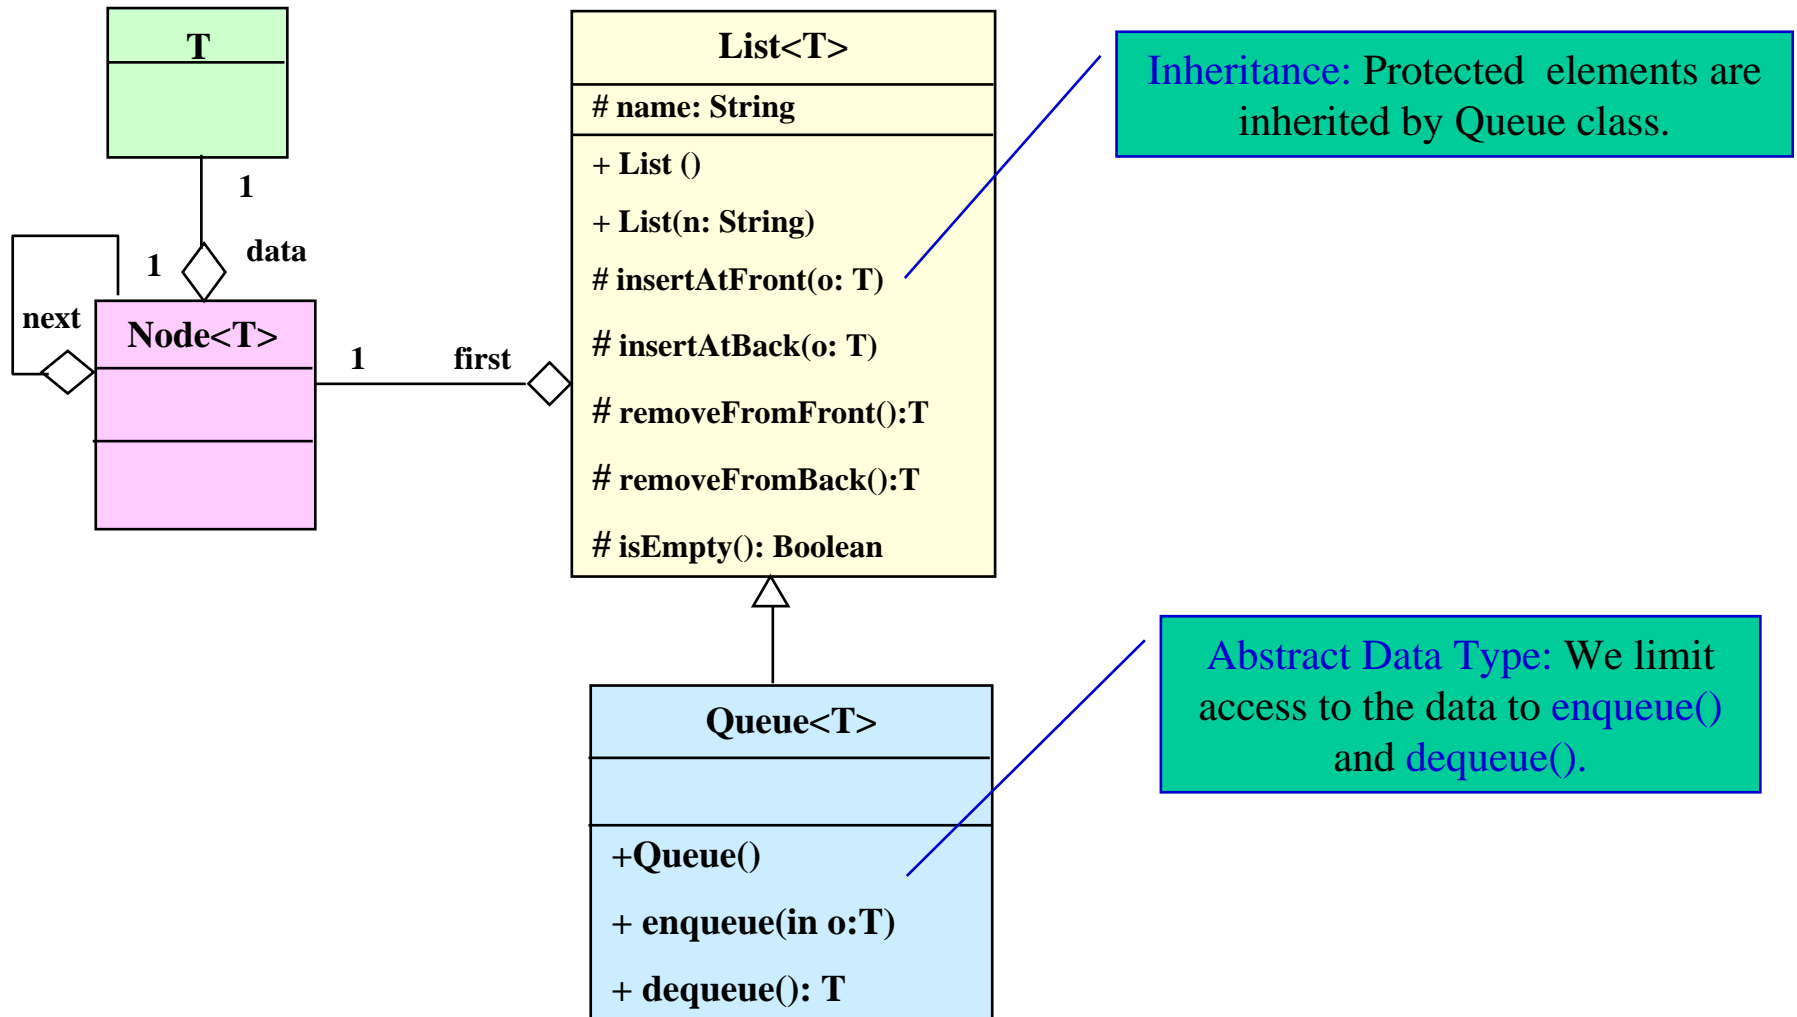 T
1
1
data
next
Node<T>
1
first
List<T>
# name: String
+ List ()
+ List(n: String)
# insertAtFront(o: T)
# insertAtBack(o: T)
# removeFromFront():T
# removeFromBack():T
# isEmpty(): Boolean
Inheritance: Protected elements are
inherited by Queue class.
Queue<T>
+Queue()
+ enqueue(in o:T)
+ dequeue(): T
Abstract Data Type: We limit
access to the data to enqueue()
and dequeue().